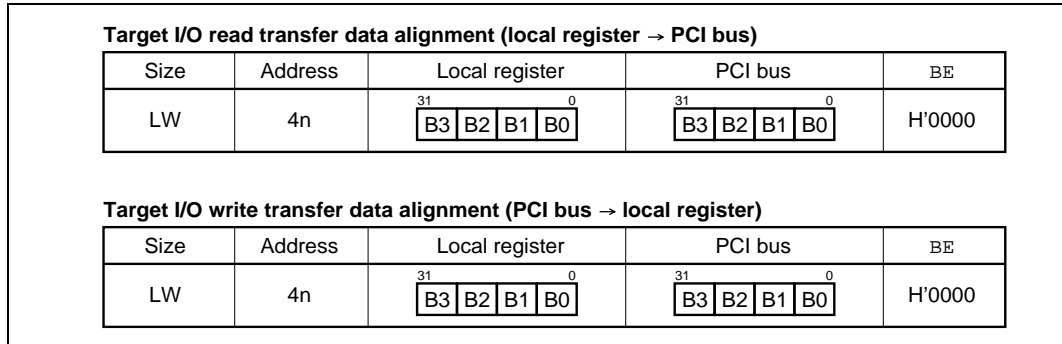 Target I/O read transfer data alignment (local register → PCI bus)
Size Address Local register PCI bus BE
31 0 31 0
LW 4n B3 B2 B1 B0 B3 B2 B1 B0 H'0000
Target I/O write transfer data alignment (PCI bus → local register)
Size Address Local register PCI bus BE
31 0 31 0
LW 4n B3 B2 B1 B0 B3 B2 B1 B0 H'0000